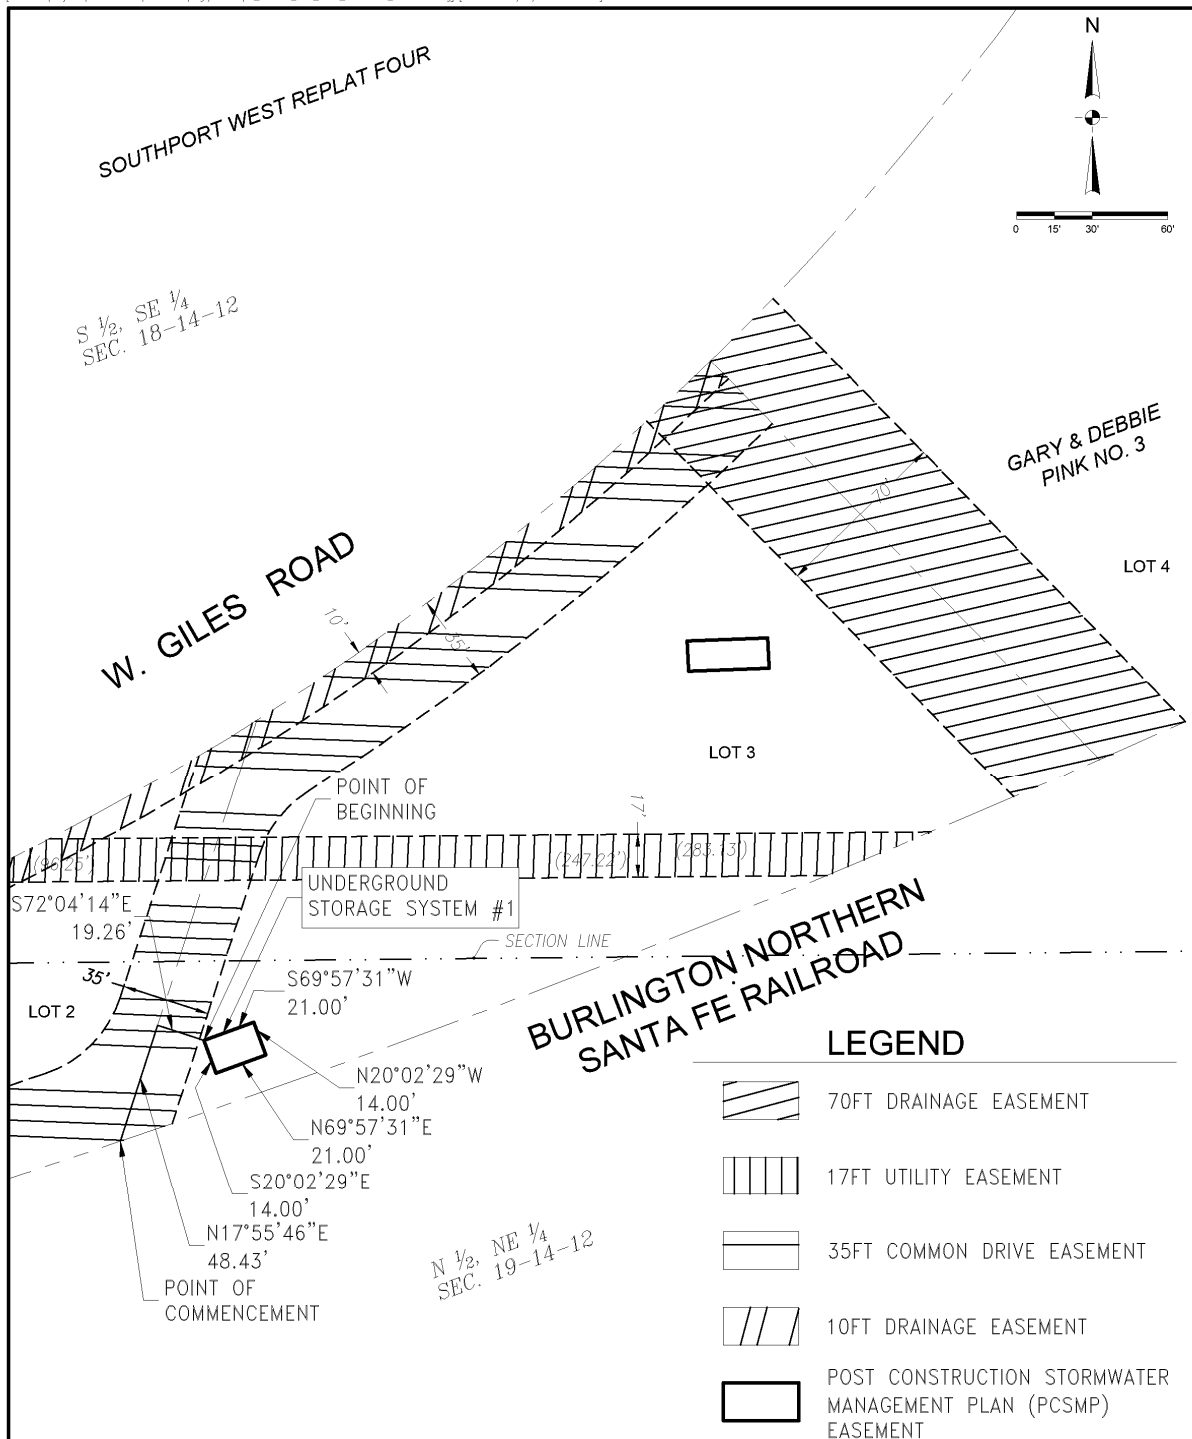 N
0 15' 30' 60'
SOUTHPORT WEST REPLAT FOUR
S ½, SE ¼
SEC. 18-14-12
GARY & DEBBIE
PINK NO. 3
70'
LOT 4
W. GILES ROAD
10'
35'
LOT 3
POINT OF
BEGINNING
17'
(96.25')
(247.22')
(283.13')
UNDERGROUND
STORAGE SYSTEM #1
S72°04'14"E
19.26'
SECTION LINE
BURLINGTON NORTHERN
SANTA FE RAILROAD
35'
LOT 2
S69°57'31"W
21.00'
N20°02'29"W
14.00'
N69°57'31"E
21.00'
S20°02'29"E
14.00'
N17°55'46"E
48.43'
POINT OF
COMMENCEMENT
N ½, NE ¼
SEC. 19-14-12
LEGEND
70FT DRAINAGE EASEMENT
17FT UTILITY EASEMENT
35FT COMMON DRIVE EASEMENT
10FT DRAINAGE EASEMENT
POST CONSTRUCTION STORMWATER
MANAGEMENT PLAN (PCSMP)
EASEMENT